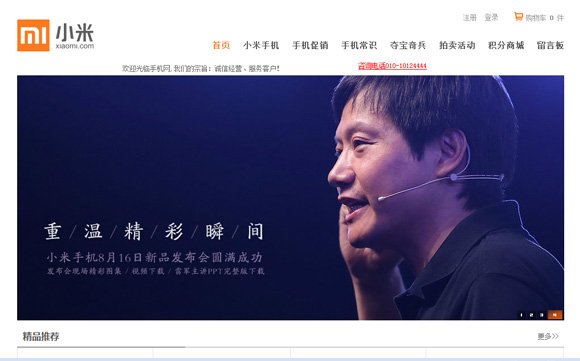 注册 登录 购物车 0 件
小米
xiaomi.com
首页 小米手机 手机促销 手机常识 夺宝奇兵 拍卖活动 积分商城 留言板
欢迎光临手机网,我们的宗旨:诚信经营、服务客户!
咨询电话010-10124444
重/温/精/彩/瞬/间
小米手机8月16日新品发布会圆满成功
发布会现场精彩图集/视频下载/雷军主讲PPT完整版下载
1 2 3 4
精品推荐 更多>>